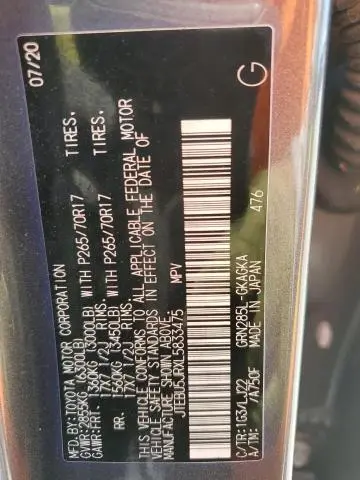 07/20
MFD.BY:TOYOTA MOTOR CORPORATION
GVWR:2858KG (6300LB)
GAWR:FRT. 1360KG(3000LB) WITH P265/70R17 TIRES,
17X7 1/2J RIMS.
RR. 1560KG(3450LB) WITH P265/70R17 TIRES,
17X7 1/2J RIMS.
THIS VEHICLE CONFORMS TO ALL APPLICABLE FEDERAL MOTOR
VEHICLE SAFETY STANDARDS IN EFFECT ON THE DATE OF
MANUFACTURE SHOWN ABOVE.
JTEBU5JRXL5833475 MPV
C/TR:1G3/LJ22 GRN285L-GKAGKA
A/TM: /A750F MADE IN JAPAN
476
G